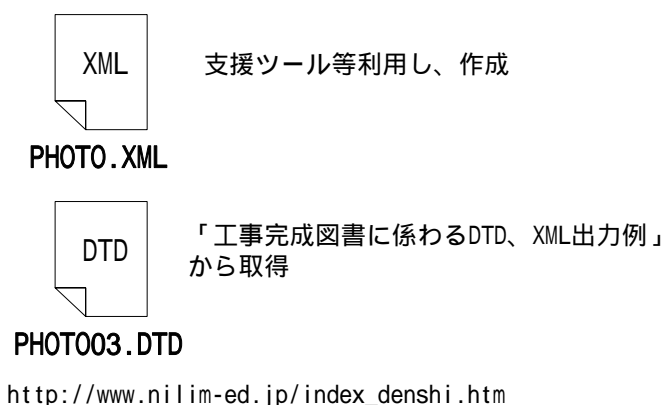 XML
支援ツール等利用し、作成
PHOTO.XML
DTD
「工事完成図書に係わるDTD、XML出力例」
から取得
PHOTO03.DTD
http://www.nilim-ed.jp/index_denshi.htm